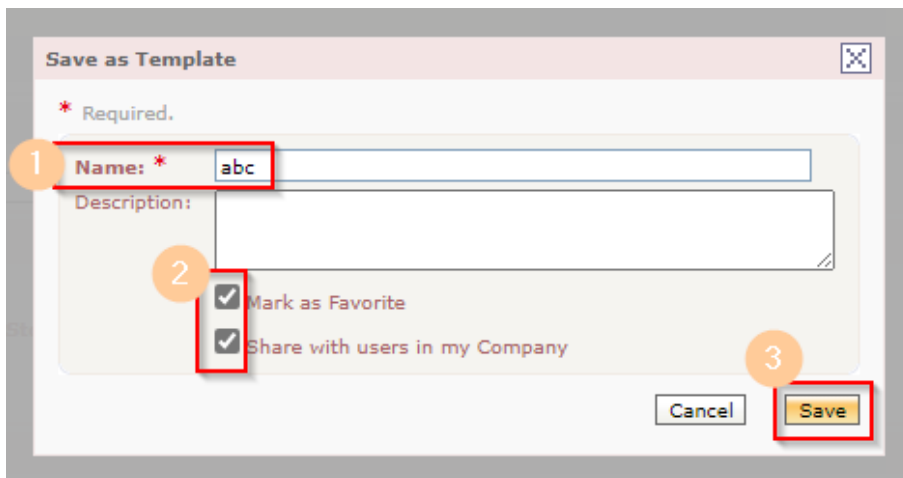 Save as Template
* Required.
1
Name: * abc
Description:
2
Mark as Favorite
Share with users in my Company
3
Cancel Save